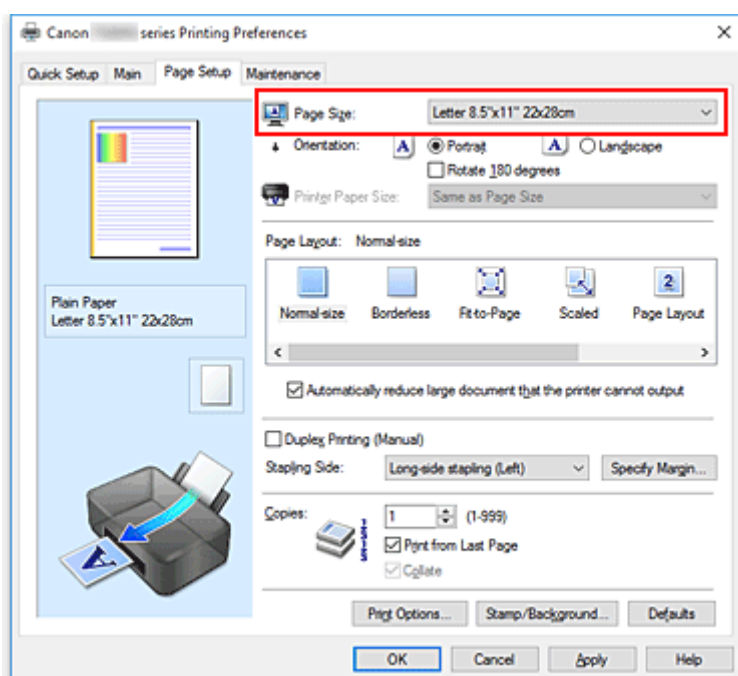 Canon series Printing Preferences
Quick Setup Main Page Setup Maintenance
Page Size: Letter 8.5"x11" 22x28cm
Orientation: A Portrait A Landscape
Rotate 180 degrees
Printer Paper Size: Same as Page Size
Page Layout: Normal-size
2
Normal-size Borderless Fit-to-Page Scaled Page Layout
Plain Paper
Letter 8.5"x11" 22x28cm
Automatically reduce large document that the printer cannot output
Duplex Printing (Manual)
Stapling Side: Long-side stapling (Left) Specify Margin...
Copies: 1 (1-999)
Print from Last Page
Collate
A
Print Options... Stamp/Background... Defaults
OK Cancel Apply Help